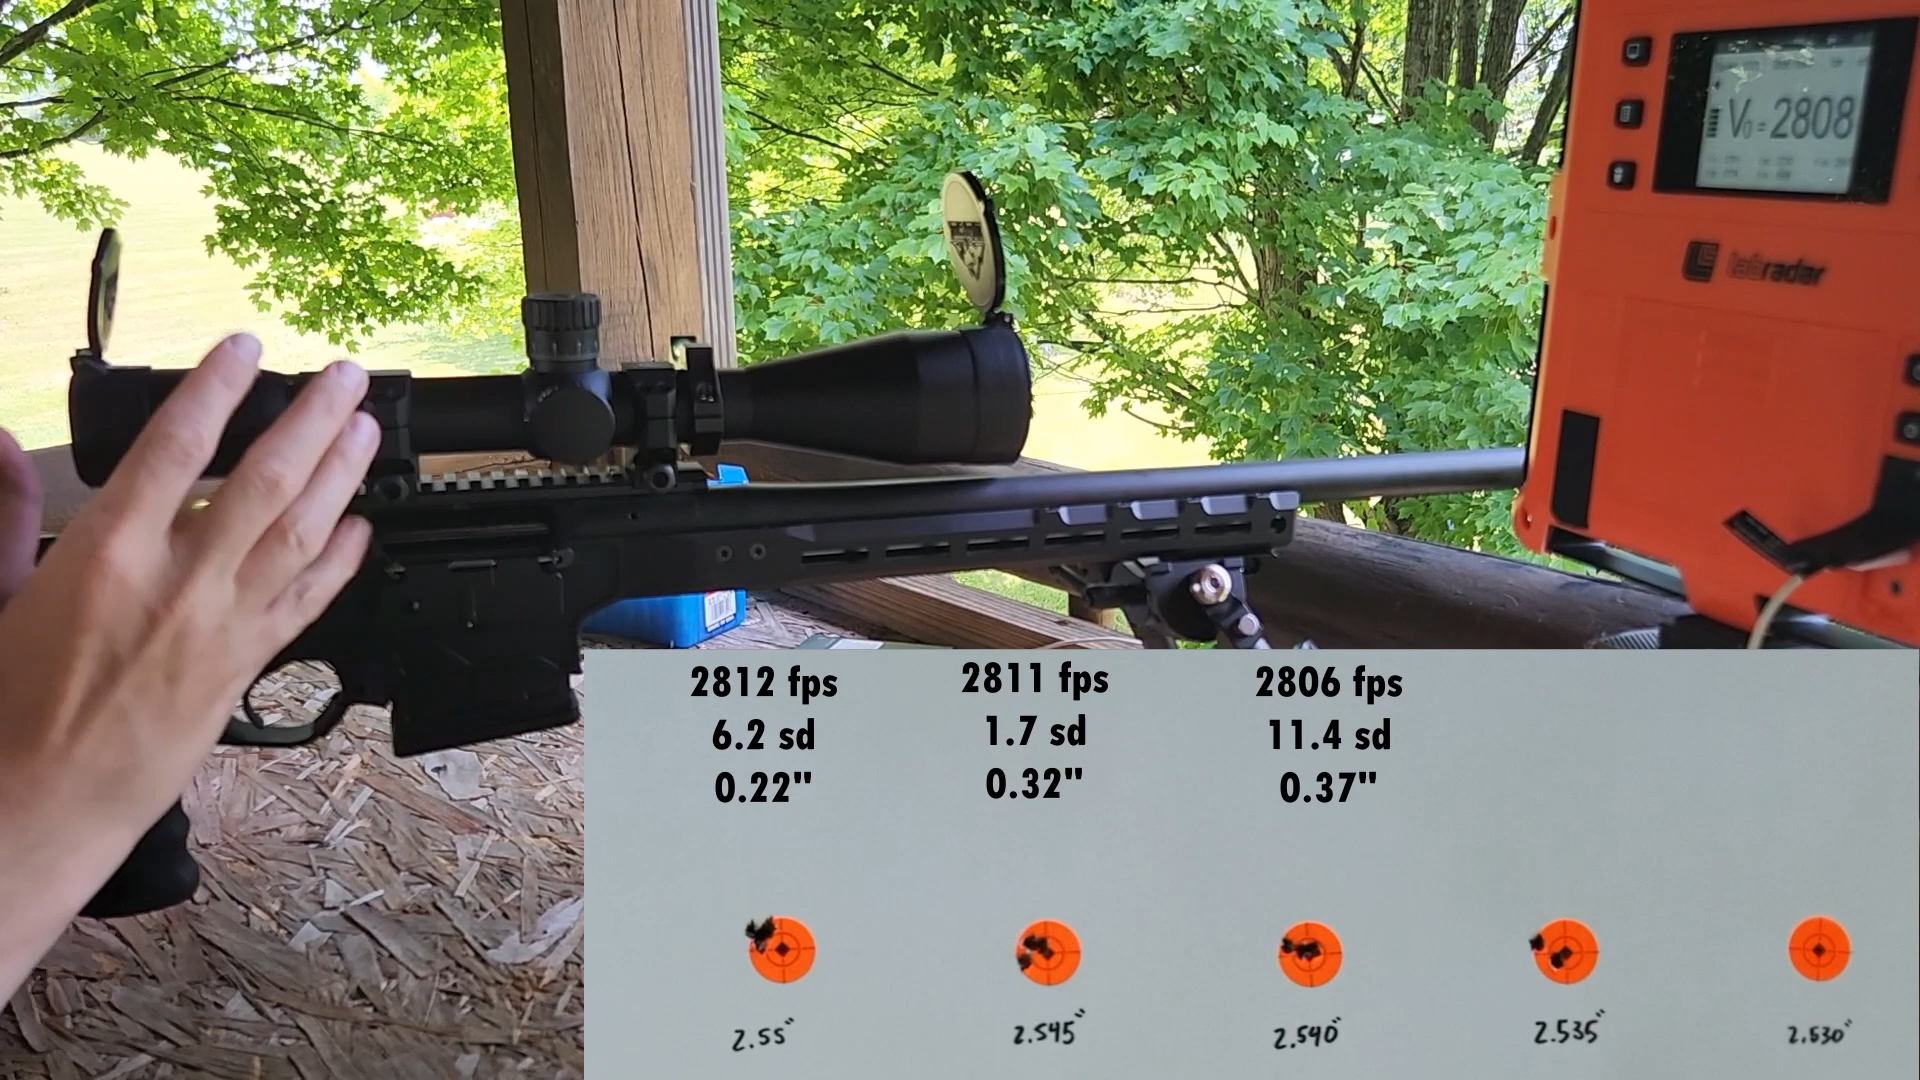 V₀ = 2808
labradar
2812 fps
6.2 sd
0.22"
2811 fps
1.7 sd
0.32"
2806 fps
11.4 sd
0.37"
2.55"
2.545"
2.540"
2.535"
2.530"